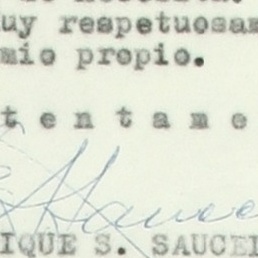 uy respetuosam
mio propio.
t e n t a m e
IQUE S. SAUCE